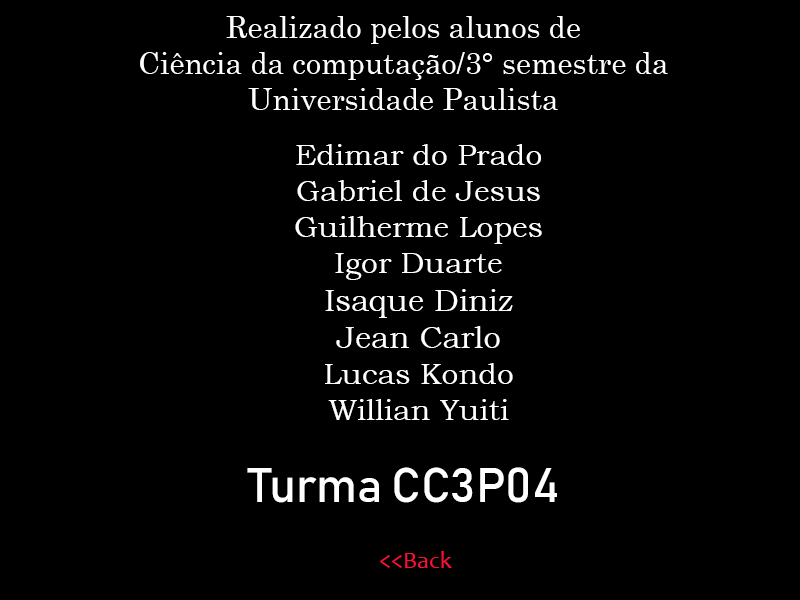 Realizado pelos alunos de
Ciência da computação/3° semestre da
Universidade Paulista
Edimar do Prado
Gabriel de Jesus
Guilherme Lopes
Igor Duarte
Isaque Diniz
Jean Carlo
Lucas Kondo
Willian Yuiti
Turma CC3P04
<<Back